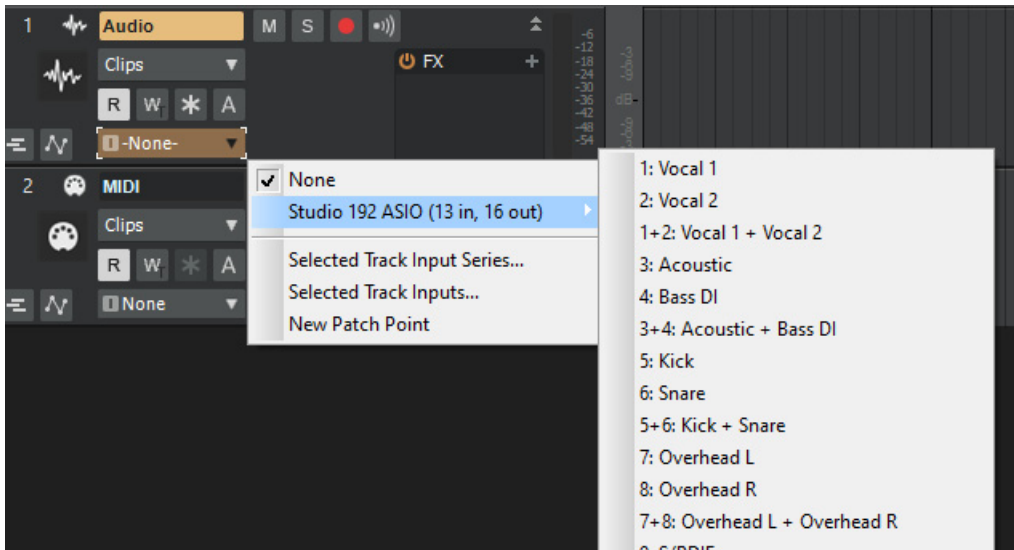 1 Audio M S
Clips
FX +
R W A
I -None-
2 MIDI
Clips
R W A
I None
-6
-12
-18
-24
-30
-36
-42
-48
-54
dB-
None
Studio 192 ASIO (13 in, 16 out)
Selected Track Input Series...
Selected Track Inputs...
New Patch Point
1: Vocal 1
2: Vocal 2
1+2: Vocal 1 + Vocal 2
3: Acoustic
4: Bass DI
3+4: Acoustic + Bass DI
5: Kick
6: Snare
5+6: Kick + Snare
7: Overhead L
8: Overhead R
7+8: Overhead L + Overhead R